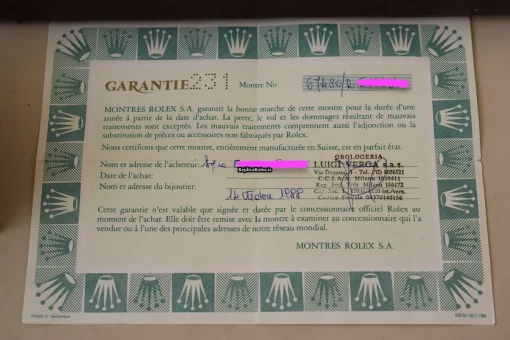 GARANTIE 231 Montre No
MONTRES ROLEX S.A. garantit la bonne marche de cette montre pour la durée d'une
année à partir de la date d'achat. La perte, le vol et les dommages résultant de mauvais
traitements sont exceptés. Les mauvais traitements comprennent aussi l'adjonction ou la
substitution de pièces ou accessoires non fabriqués par Rolex.
Nous certifions que cette montre, entièrement manufacturée en Suisse, est en parfait état.
Nom et adresse de l'acheteur:
ReplicaRolex.is
Date de l'achat:
Nom et adresse du bijoutier:
OROLOGERIA
LUIGI VERGA
C.C.I.A.A. Milano
Milano
Codice Fiscale
1988
Cette garantie n'est valable que signée et datée par le concessionnaire officiel Rolex au
moment de l'achat. Elle doit être remise avec la montre à examiner au concessionnaire qui l'a
vendue ou à l'une des principales adresses de notre réseau mondial.
MONTRES ROLEX S.A.